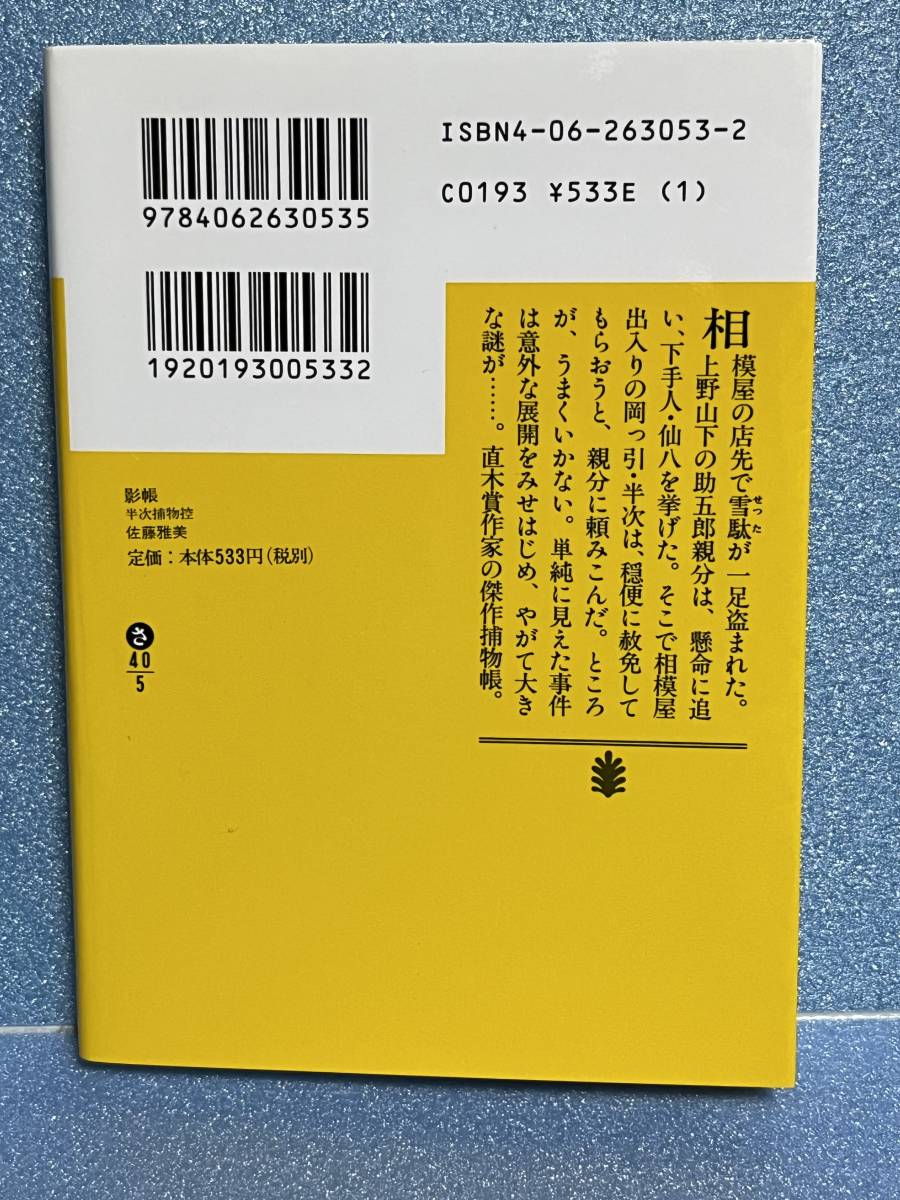 9784062630535
ISBN4-06-263053-2
C0193 ¥533E (1)
1920193005332
相模屋の店先で雪駄が一足盗まれた。
せった
上野山下の助五郎親分は、懸命に追
い、下手人・仙八を挙げた。そこで相模屋
出入りの岡っ引・半次は、穏便に赦免して
もらおうと、親分に頼みこんだ。ところ
が、うまくいかない。単純に見えた事件
は意外な展開をみせはじめ、やがて大き
な謎が……。直木賞作家の傑作捕物帳。
影帳
半次捕物控
佐藤雅美
定価:本体533円(税別)
さ
40
5